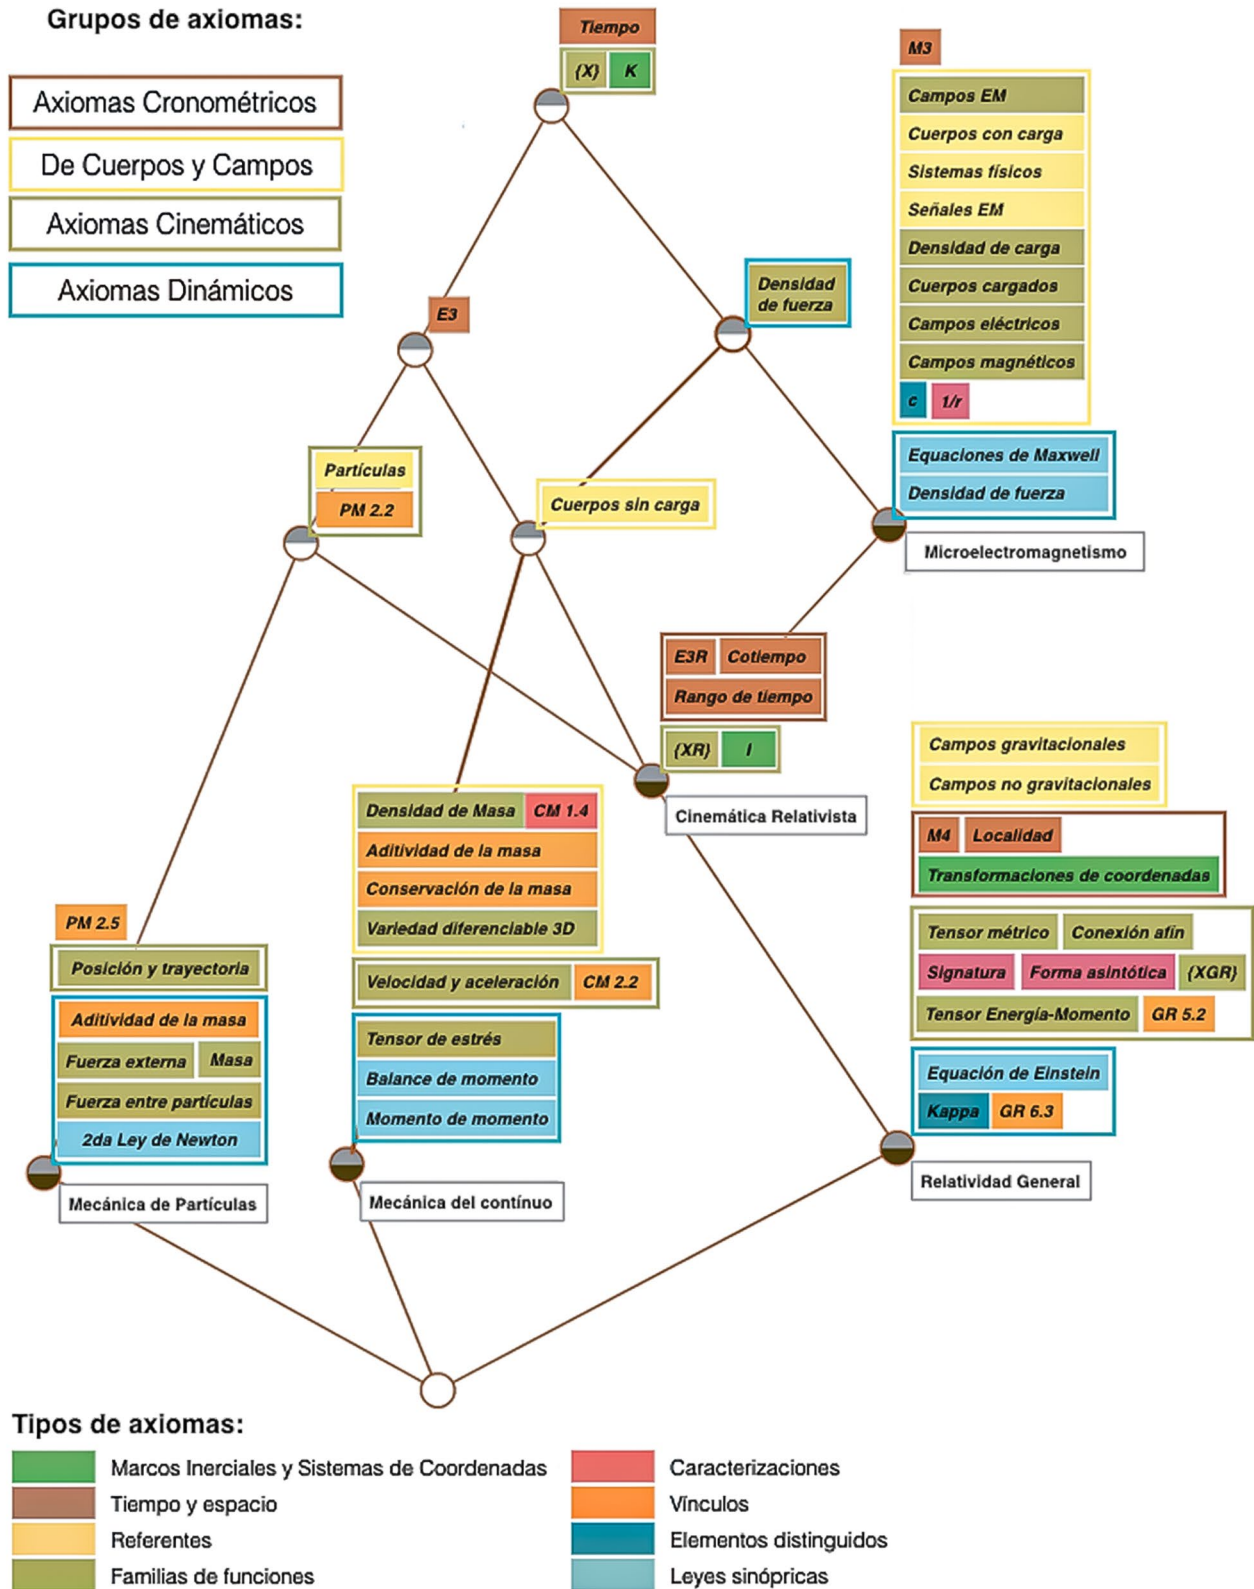 Grupos de axiomas:
Axiomas Cronométricos
De Cuerpos y Campos
Axiomas Cinemáticos
Axiomas Dinámicos
Tiempo
{X} K
M3
Campos EM
Cuerpos con carga
Sistemas físicos
Señales EM
Densidad de carga
Cuerpos cargados
Campos eléctricos
Campos magnéticos
c 1/r
Equaciones de Maxwell
Densidad de fuerza
Microelectromagnetismo
E3
Densidad
de fuerza
Partículas
PM 2.2
Cuerpos sin carga
E3R Cotiempo
Rango de tiempo
{XR} I
Cinemática Relativista
Campos gravitacionales
Campos no gravitacionales
M4 Localidad
Transformaciones de coordenadas
Tensor métrico Conexión afín
Signatura Forma asintótica {XGR}
Tensor Energía-Momento GR 5.2
Equación de Einstein
Kappa GR 6.3
Relatividad General
Densidad de Masa CM 1.4
Aditividad de la masa
Conservación de la masa
Variedad diferenciable 3D
Velocidad y aceleración CM 2.2
Tensor de estrés
Balance de momento
Momento de momento
Mecánica del contínuo
PM 2.5
Posición y trayectoria
Aditividad de la masa
Fuerza externa Masa
Fuerza entre partículas
2da Ley de Newton
Mecánica de Partículas
Tipos de axiomas:
Marcos Inerciales y Sistemas de Coordenadas
Tiempo y espacio
Referentes
Familias de funciones
Caracterizaciones
Vínculos
Elementos distinguidos
Leyes sinópricas